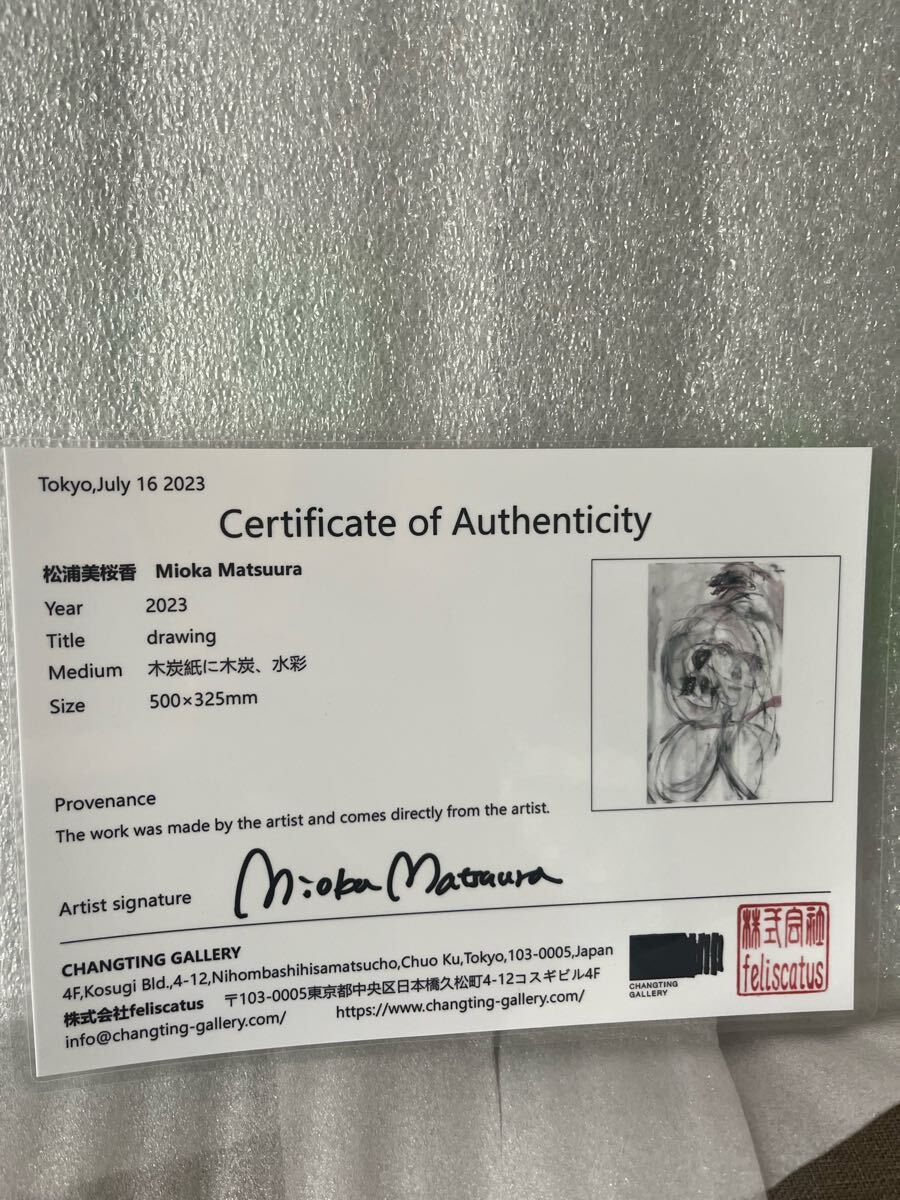 Tokyo,July 16 2023
Certificate of Authenticity
松浦美桜香 Mioka Matsuura
Year 2023
Title drawing
Medium 木炭紙に木炭、水彩
Size 500×325mm
Provenance
The work was made by the artist and comes directly from the artist.
Artist signature Mioka Matsuura
CHANGTING GALLERY
4F,Kosugi Bld.,4-12,Nihombashihisamatsucho,Chuo Ku,Tokyo,103-0005,Japan
株式会社feliscatus 〒103-0005東京都中央区日本橋久松町4-12コスギビル4F
info@changting-gallery.com/ https://www.changting-gallery.com/
CHANGTING
GALLERY
株式会社
feliscatus